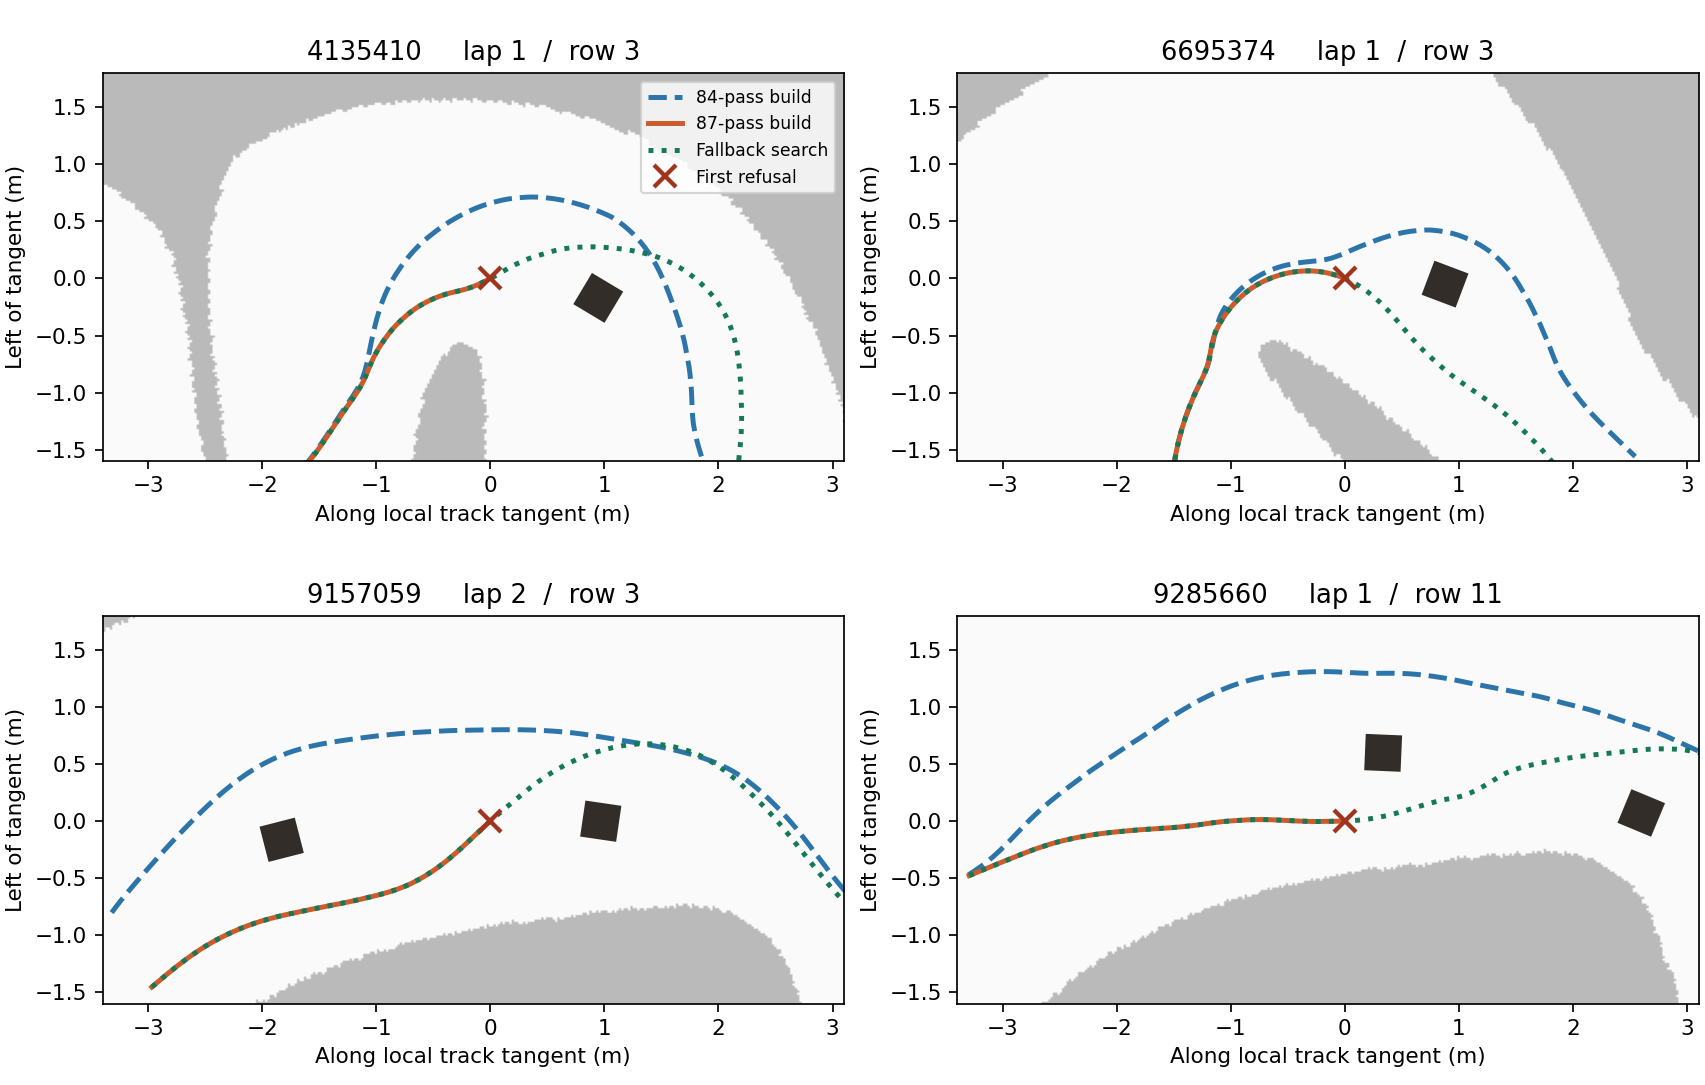 4135410 lap 1 / row 3
84-pass build
87-pass build
Fallback search
First refusal
1.5
1.0
0.5
0.0
−0.5
−1.0
−1.5
Left of tangent (m)
−3 −2 −1 0 1 2 3
Along local track tangent (m)
6695374 lap 1 / row 3
1.5
1.0
0.5
0.0
−0.5
−1.0
−1.5
Left of tangent (m)
−3 −2 −1 0 1 2 3
Along local track tangent (m)
9157059 lap 2 / row 3
1.5
1.0
0.5
0.0
−0.5
−1.0
−1.5
Left of tangent (m)
−3 −2 −1 0 1 2 3
Along local track tangent (m)
9285660 lap 1 / row 11
1.5
1.0
0.5
0.0
−0.5
−1.0
−1.5
Left of tangent (m)
−3 −2 −1 0 1 2 3
Along local track tangent (m)